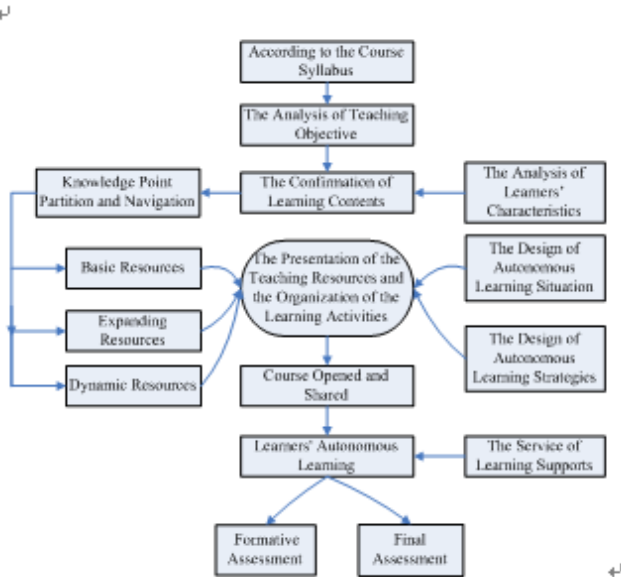 According to the Course
Syllabus
The Analysis of Teaching
Objective
Knowledge Point
Partition and Navigation
The Confirmation of
Learning Contents
The Analysis of
Learners'
Characteristics
Basic Resources
The Presentation of the
Teaching Resources and
the Organization of the
Learning Activities
The Design of
Autonomous
Learning Situation
Expanding
Resources
The Design of
Autonomous
Learning Strategies
Dynamic Resources
Course Opened and
Shared
Learners' Autonomous
Learning
The Service of
Learning Supports
Formative
Assessment
Final
Assessment